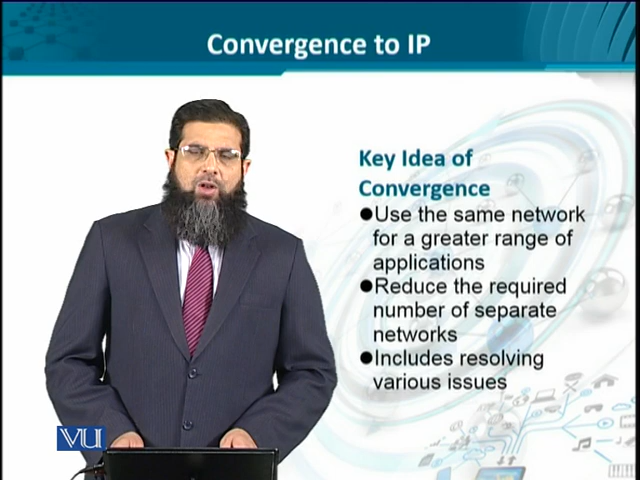 Convergence to IP
Key Idea of
Convergence
●Use the same network
for a greater range of
applications
●Reduce the required
number of separate
networks
●Includes resolving
various issues
VU